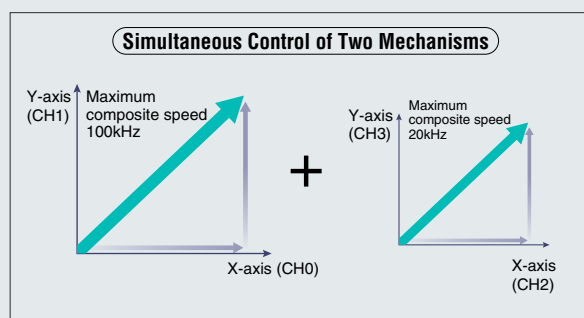 Simultaneous Control of Two Mechanisms
Y-axis
(CH1)
Maximum
composite speed
100kHz
X-axis (CH0)
+
Y-axis
(CH3)
Maximum
composite speed
20kHz
X-axis
(CH2)